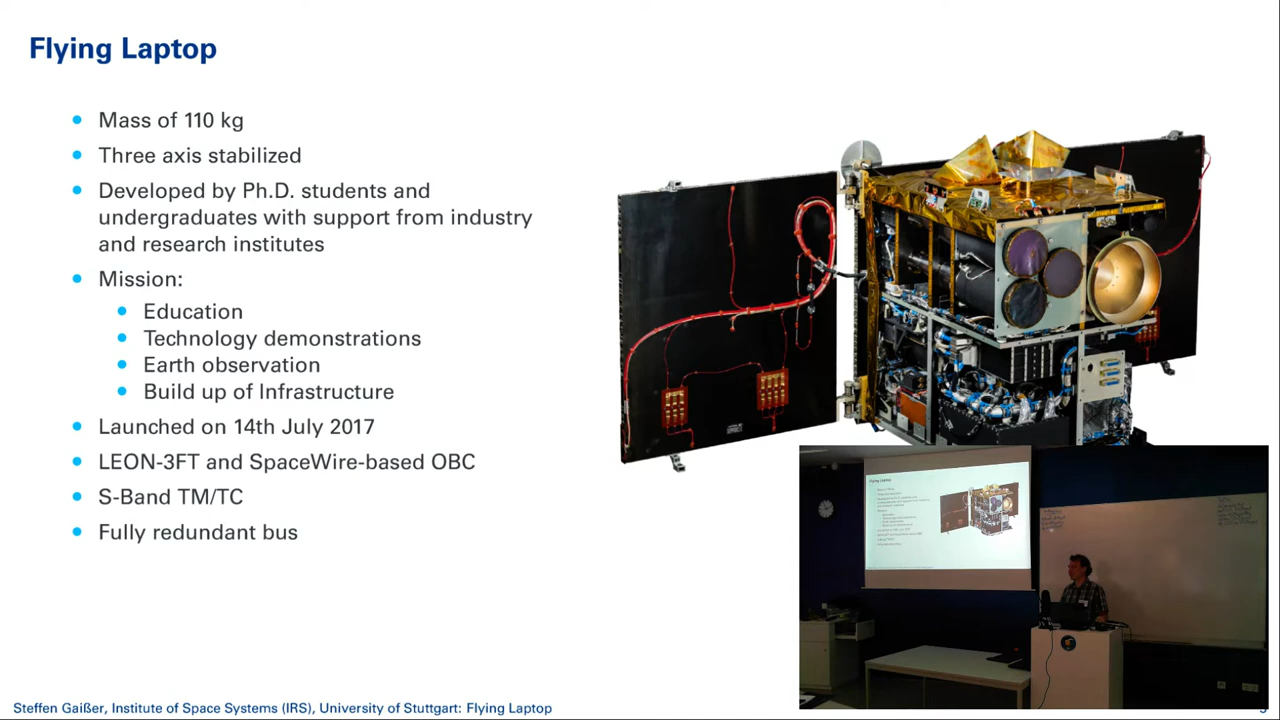 Flying Laptop
Mass of 110 kg
Three axis stabilized
Developed by Ph.D. students and
undergraduates with support from industry
and research institutes
Mission:
Education
Technology demonstrations
Earth observation
Build up of Infrastructure
Launched on 14th July 2017
LEON-3FT and SpaceWire-based OBC
S-Band TM/TC
Fully redundant bus
Flying Laptop
Steffen Gaißer, Institute of Space Systems (IRS), University of Stuttgart: Flying Laptop